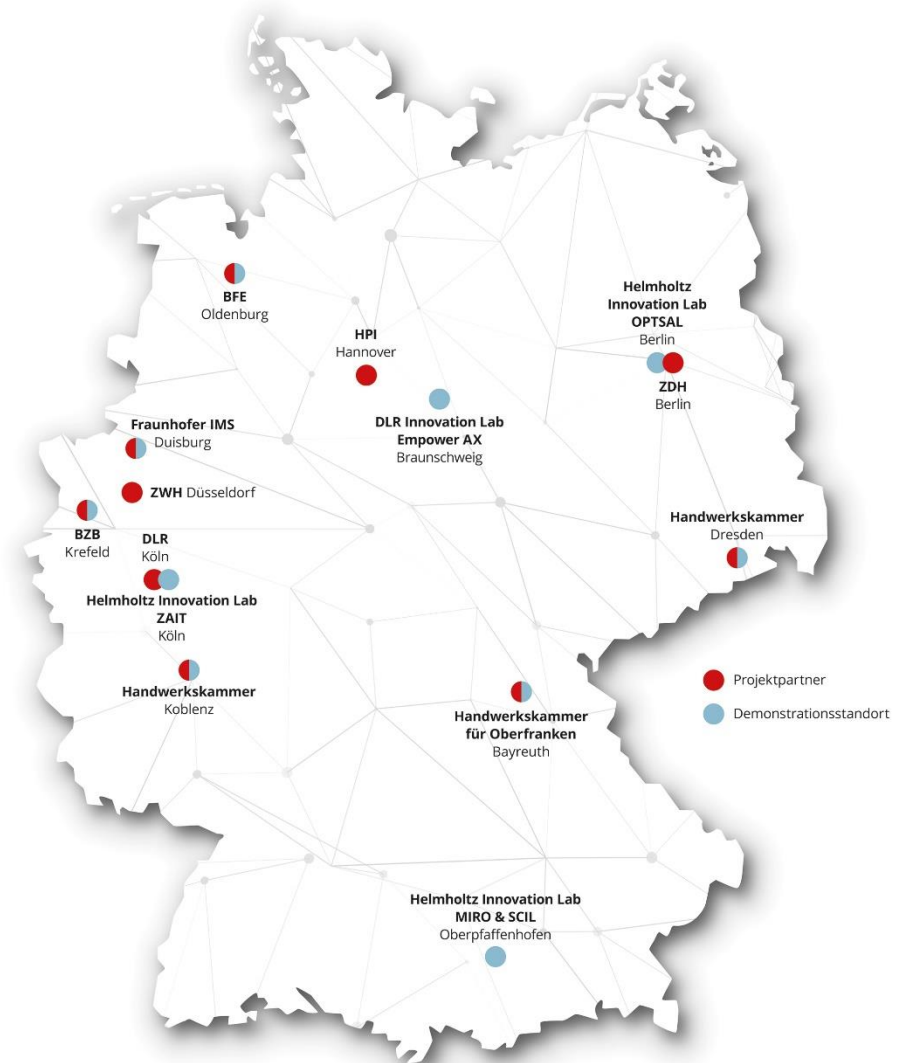 BFE
Oldenburg
HPI
Hannover
Helmholtz
Innovation Lab
OPTSAL
Berlin
ZDH
Berlin
DLR Innovation Lab
Empower AX
Braunschweig
Fraunhofer IMS
Duisburg
ZWH Düsseldorf
BZB
Krefeld
DLR
Köln
Helmholtz Innovation Lab
ZAIT
Köln
Handwerkskammer
Dresden
Handwerkskammer
Koblenz
Handwerkskammer
für Oberfranken
Bayreuth
Projektpartner
Demonstrationsstandort
Helmholtz Innovation Lab
MIRO & SCIL
Oberpfaffenhofen